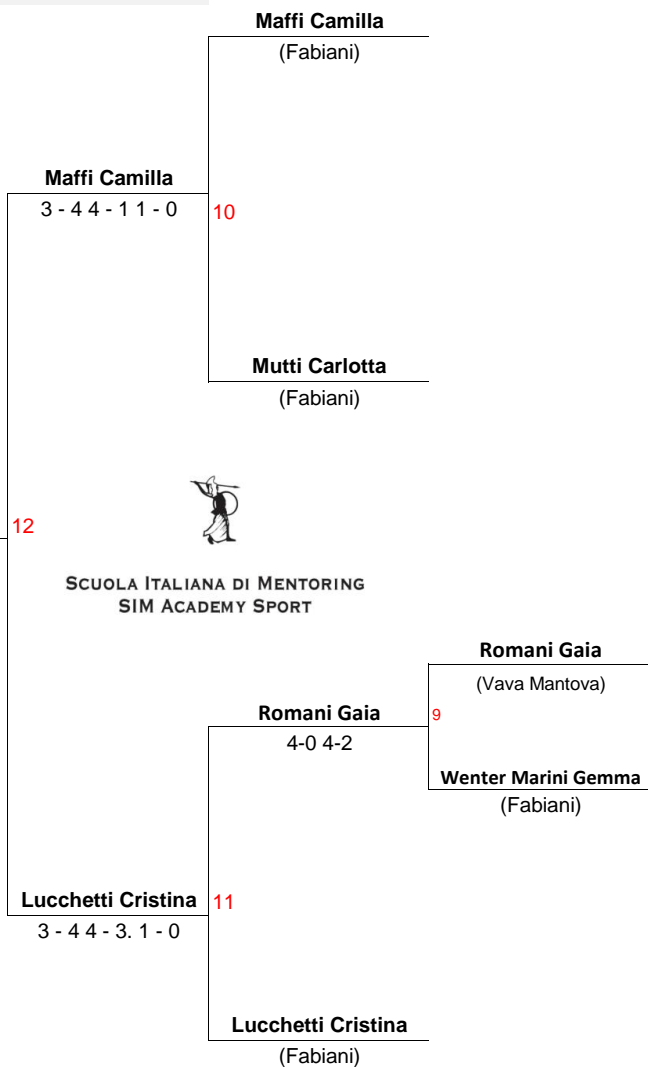 Maffi Camilla
(Fabiani)
Maffi Camilla
3 - 4 4 - 1 1 - 0
10
Mutti Carlotta
(Fabiani)
12
SCUOLA ITALIANA DI MENTORING
SIM ACADEMY SPORT
Romani Gaia
(Vava Mantova)
Romani Gaia
9
4-0 4-2
Wenter Marini Gemma
(Fabiani)
Lucchetti Cristina
11
3 - 4 4 - 3. 1 - 0
Lucchetti Cristina
(Fabiani)